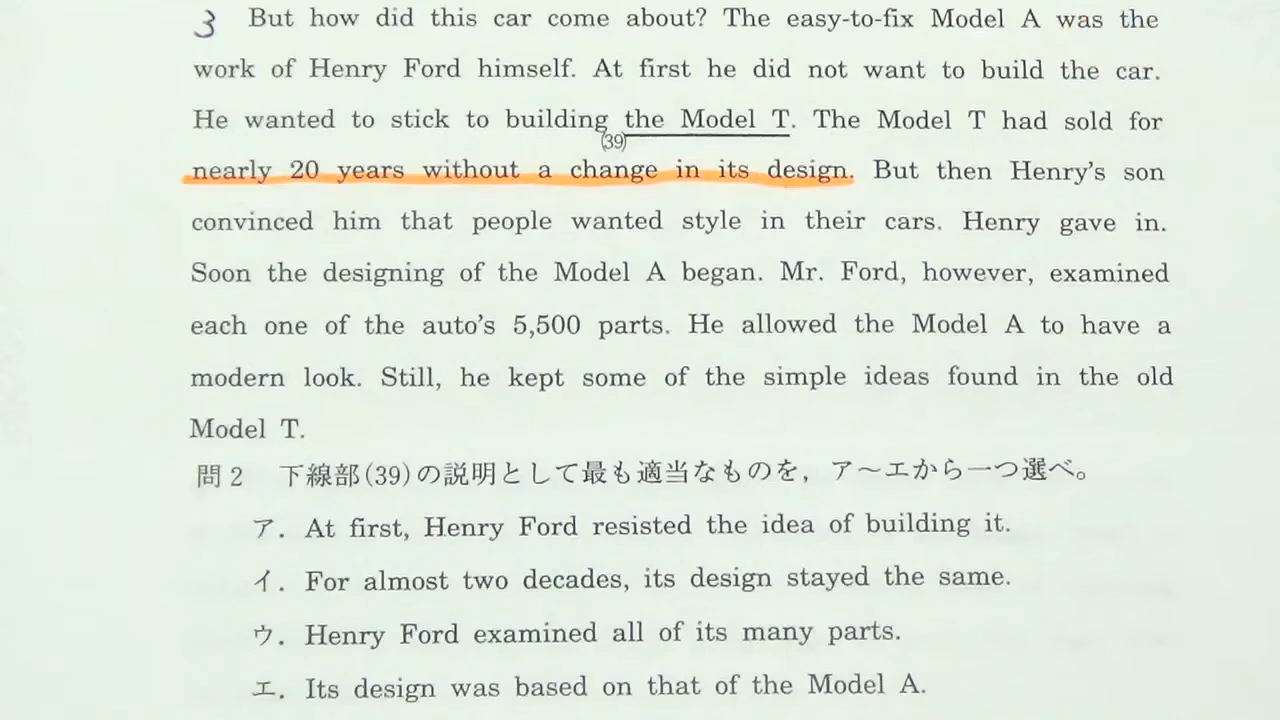 3 But how did this car come about? The easy-to-fix Model A was the
work of Henry Ford himself. At first he did not want to build the car.
He wanted to stick to building the Model T. The Model T had sold for
(39)
nearly 20 years without a change in its design. But then Henry's son
convinced him that people wanted style in their cars. Henry gave in.
Soon the designing of the Model A began. Mr. Ford, however, examined
each one of the auto's 5,500 parts. He allowed the Model A to have a
modern look. Still, he kept some of the simple ideas found in the old
Model T.
問2 下線部(39)の説明として最も適当なものを,ア〜エから一つ選べ。
ア. At first, Henry Ford resisted the idea of building it.
イ. For almost two decades, its design stayed the same.
ウ. Henry Ford examined all of its many parts.
エ. Its design was based on that of the Model A.